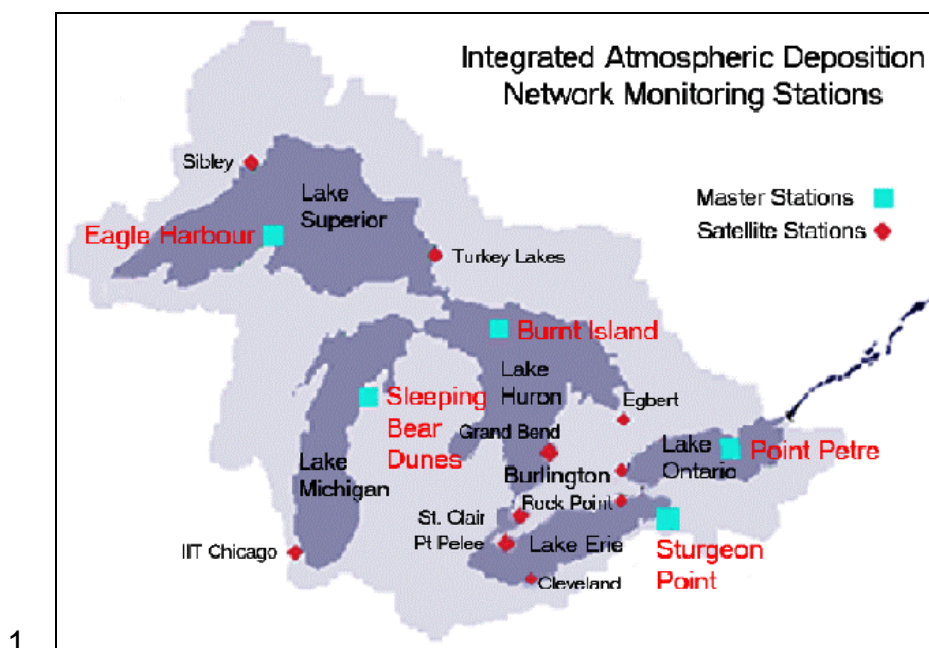 Integrated Atmospheric Deposition
Network Monitoring Stations
Sibley
Lake
Superior
Master Stations
Eagle Harbour
Satellite Stations
Turkey Lakes
Burnt Island
Lake
Huron
Sleeping
Bear
Dunes
Egbert
Grand Bend
Lake
Ontario
Point Petre
Lake
Michigan
Burlington
Rock Point
St. Clair
Pt Pelee
Lake Erie
IIT Chicago
Sturgeon
Point
Cleveland
1